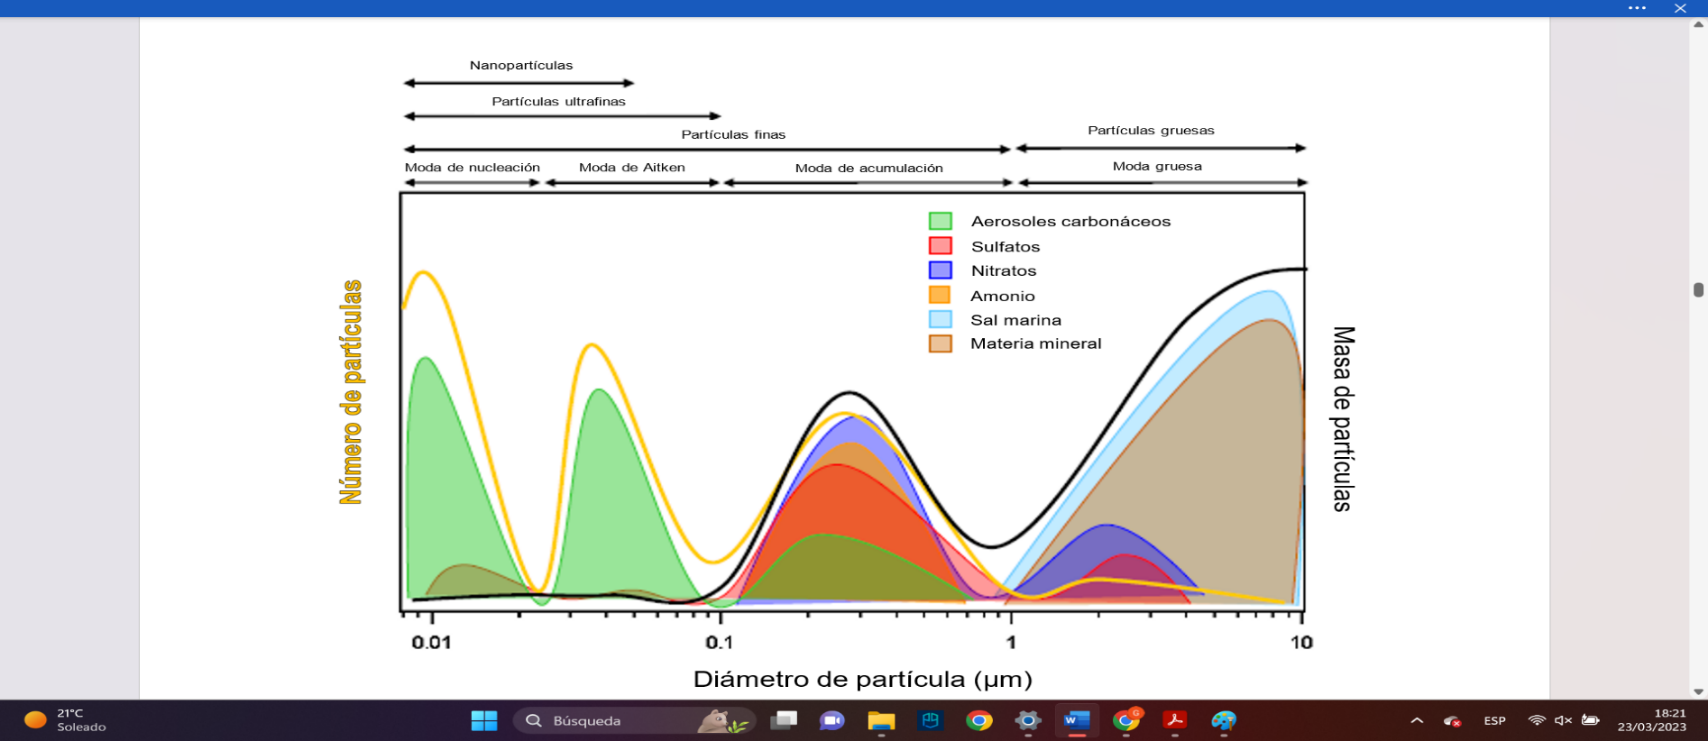 Nanopartículas
Partículas ultrafinas
Partículas finas
Partículas gruesas
Moda de nucleación
Moda de Aitken
Moda de acumulación
Moda gruesa
Aerosoles carbonáceos
Sulfatos
Nitratos
Amonio
Sal marina
Materia mineral
Número de partículas
Masa de partículas
0.01
0.1
1
10
Diámetro de partícula (µm)
21°C
Soleado
Búsqueda
ESP
18:21
23/03/2023